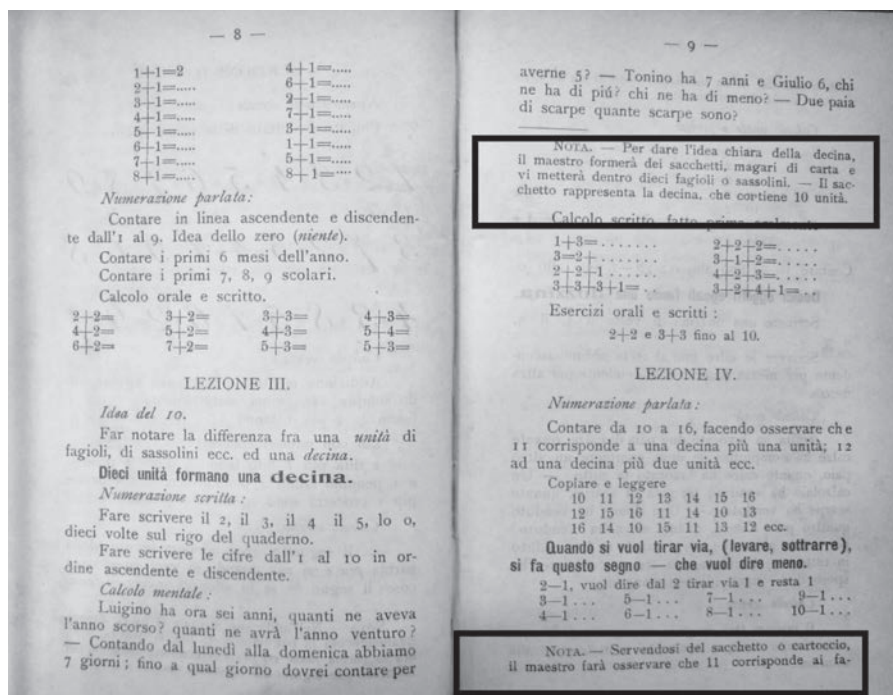 — 8 —
1+1=2 4+1=.....
2+1=..... 6+1=.....
3+1=..... 2+1=.....
4+1=..... 7+1=.....
5+1=..... 3+1=.....
6+1=..... 1+1=.....
7+1=..... 5+1=.....
8+1=..... 8+1=....
Numerazione parlata:
Contare in linea ascendente e discenden-
te dall'1 al 9. Idea dello zero (niente).
Contare i primi 6 mesi dell'anno.
Contare i primi 7, 8, 9 scolari.
Calcolo orale e scritto.
2+2= 3+2= 3+3= 4+3=
4+2= 5+2= 4+3= 5+4=
6+2= 7+2= 5+3= 5+3=
LEZIONE III.
Idea del 10.
Far notare la differenza fra una unità di
fagioli, di sassolini ecc. ed una decina.
Dieci unità formano una decina.
Numerazione scritta :
Fare scrivere il 2, il 3, il 4 il 5, lo 0,
dieci volte sul rigo del quaderno.
Fare scrivere le cifre dall'1 al 10 in or-
dine ascendente e discendente.
Calcolo mentale :
Luigino ha ora sei anni, quanti ne aveva
l'anno scorso? quanti ne avrà l'anno venturo?
— Contando dal lunedì alla domenica abbiamo
7 giorni; fino a qual giorno dovrei contare per
— 9 —
averne 5? — Tonino ha 7 anni e Giulio 6, chi
ne ha di piú? chi ne ha di meno? — Due paia
di scarpe quante scarpe sono?
NOTA. — Per dare l'idea chiara della decina,
il maestro formerà dei sacchetti, magari di carta e
vi metterà dentro dieci fagioli o sassolini. — Il sac-
chetto rappresenta la decina, che contiene 10 unità.
Calcolo scritto fatto prima oralmente
1+3=....... 2+2+2=.....
3=2+....... 3+1+2=.....
2+2+1...... 4+2+3=.....
3+3+3+1=... 3+2+4+1=...
Esercizi orali e scritti :
2+2 e 3+3 fino al 10.
LEZIONE IV.
Numerazione parlata :
Contare da 10 a 16, facendo osservare che
11 corrisponde a una decina più una unità; 12
ad una decina più due unità ecc.
Copiare e leggere
10 11 12 13 14 15 16
12 15 16 11 14 10 13
16 14 10 15 11 13 12 ecc.
Quando si vuol tirar via, (levare, sottrarre),
si fa questo segno — che vuol dire meno.
2—1, vuol dire dal 2 tirar via 1 e resta 1
3—1... 5—1... 7—1... 9—1...
4—1... 6—1... 8—1... 10—1...
NOTA. — Servendosi del sacchetto o cartoccio,
il maestro farà osservare che 11 corrisponde ai fa-